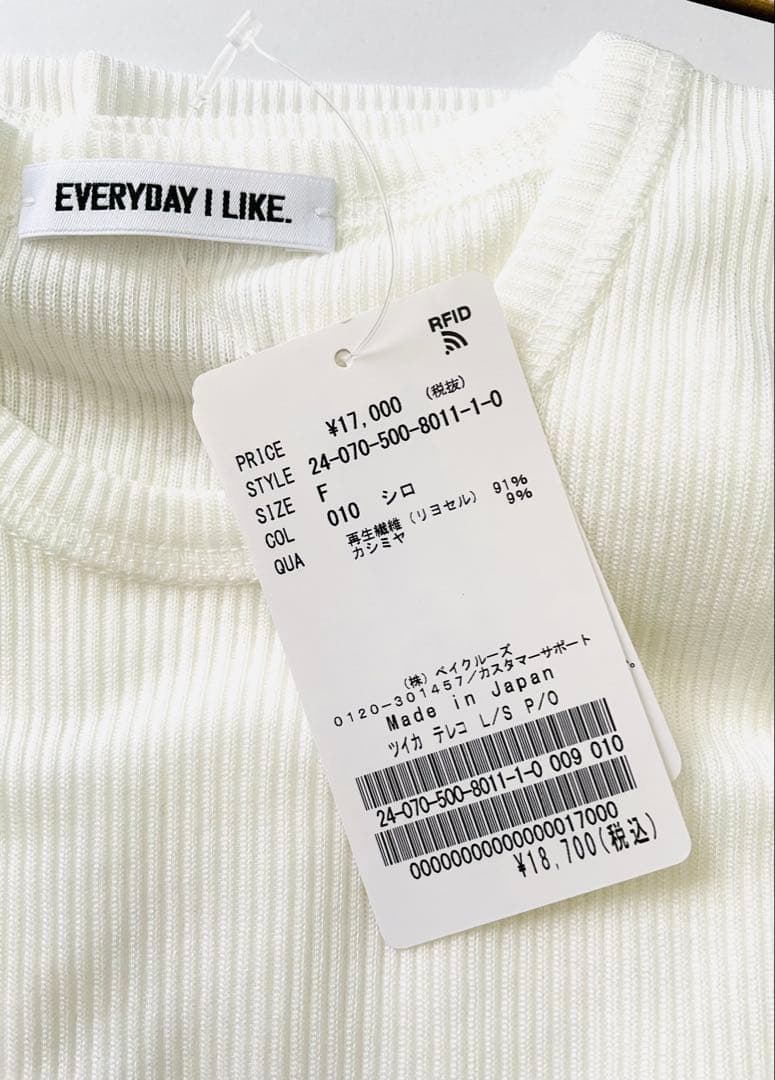 EVERYDAY I LIKE.
RFID
PRICE ¥17,000 (税抜)
STYLE 24-070-500-8011-1-0
SIZE F
COL 010 シロ
QUA 再生繊維(リヨセル) 91%
カシミヤ 9%
(株)ベイクルーズ
0120-301457/カスタマーサポート
Made in Japan
ツイカ テレコ L/S P/O
24-070-500-8011-1-0 009 010
00000000000000017000
¥18,700(税込)